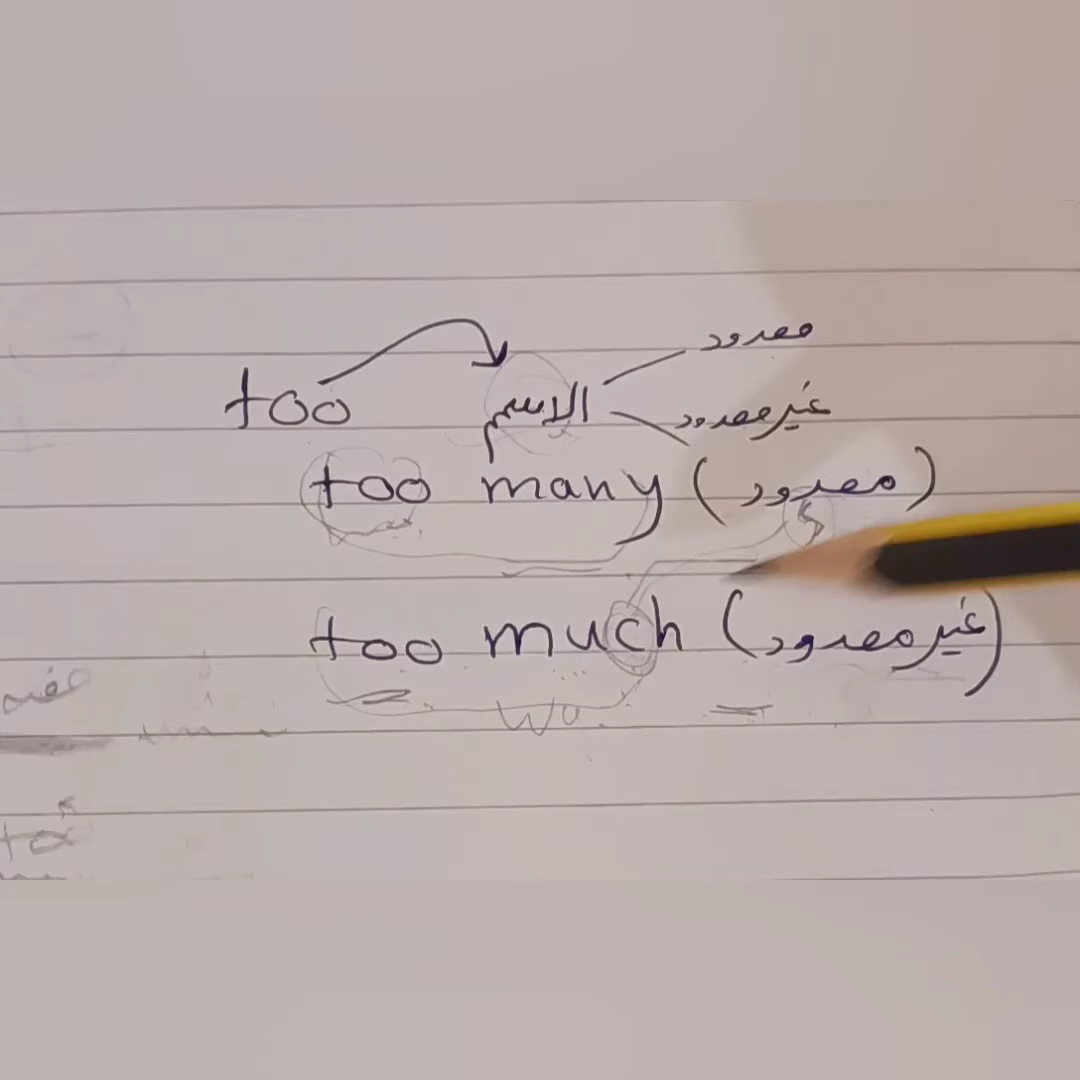 معدود
too الاسم غير معدود
too many (معدود)
too much (غير معدود)